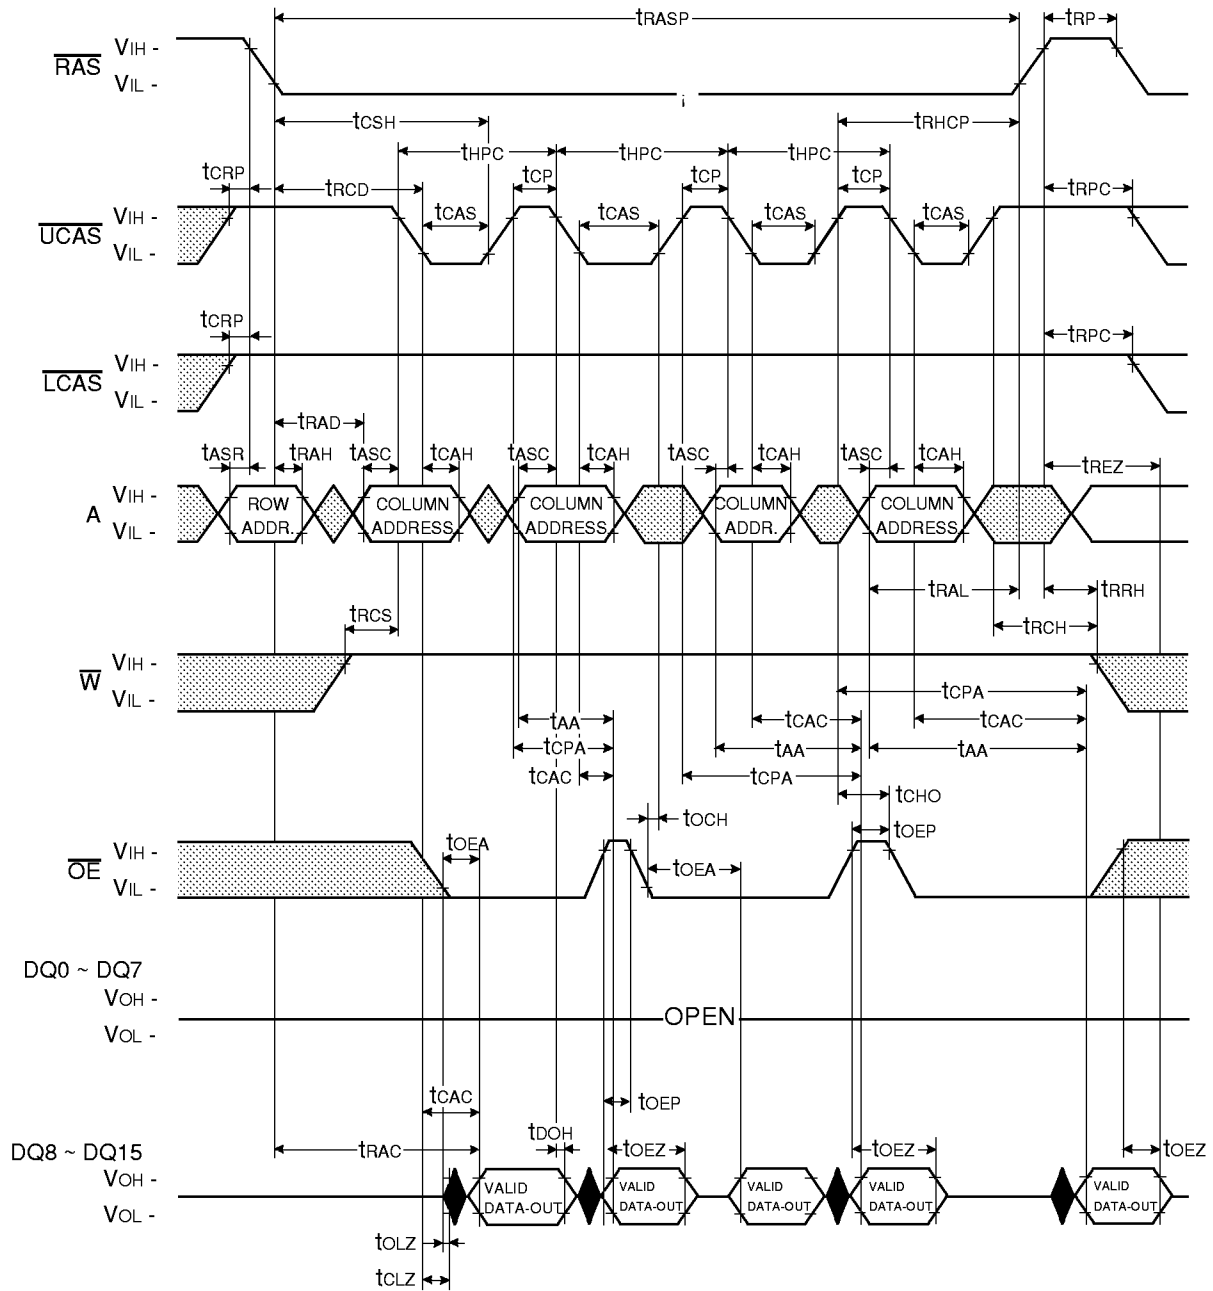 tRASP tRP
RAS VIH -
VIL -
tCSH tRHCP
tHPC tHPC tHPC
tCRP tRCD tCP tCP tCP tRPC
tCAS tCAS tCAS tCAS
UCAS VIH -
VIL -
tCRP tRPC
LCAS VIH -
VIL -
tRAD
tASR tRAH tASC tCAH tASC tCAH tASC tCAH tASC tCAH tREZ
A VIH -
VIL -
ROW ADDR.
COLUMN ADDRESS
COLUMN ADDRESS
COLUMN ADDR.
COLUMN ADDRESS
tRAL tRRH
tRCS tRCH
W VIH -
VIL -
tCPA
tAA tCAC tCAC
tCPA tAA tAA
tCAC tCPA
tCHO
tOCH tOEP
tOEA tOEA
OE VIH -
VIL -
DQ0 ~ DQ7
VOH -
OPEN
VOL -
tCAC tOEP
tDOH
DQ8 ~ DQ15 tRAC tOEZ tOEZ tOEZ
VOH -
VOL -
VALID DATA-OUT
VALID DATA-OUT
VALID DATA-OUT
VALID DATA-OUT
VALID DATA-OUT
tOLZ
tCLZ